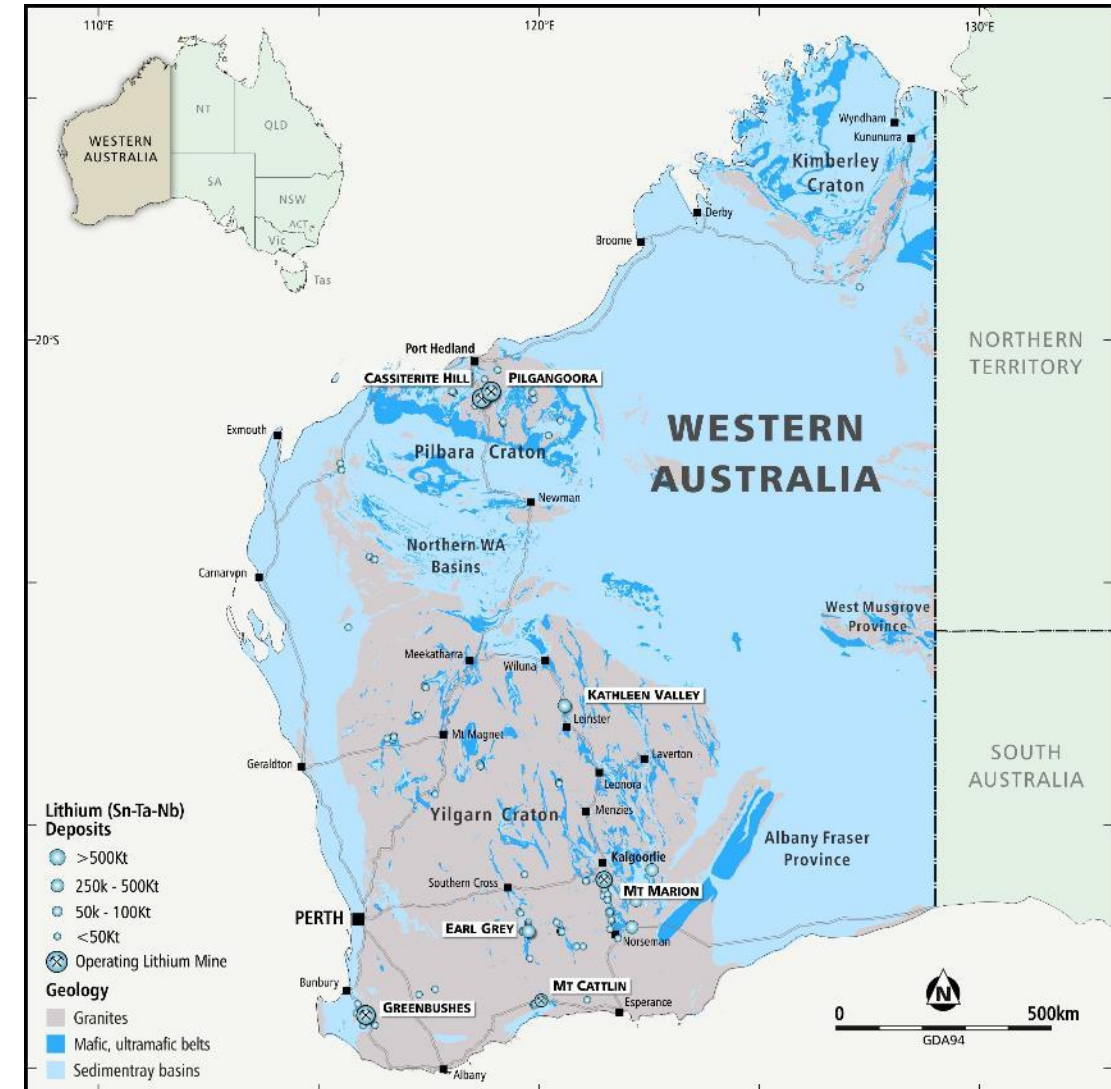 110°E
120°E
130°E
WESTERN
AUSTRALIA
NT
QLD
SA
NSW
ACT
Vic
Tas
Wyndham
Kununurra
Kimberley
Craton
Derby
Broome
20°S
NORTHERN
TERRITORY
Port Hedland
CASSITERITE HILL
PILGANGOORA
WESTERN
AUSTRALIA
Exmouth
Pilbara Craton
Newman
Northern WA
Basins
Carnarvon
West Musgrove
Province
Meekatharra
Wiluna
KATHLEEN VALLEY
Leinster
Mt Magnet
Laverton
Geraldton
Leonora
SOUTH
AUSTRALIA
Menzies
Yilgarn Craton
Albany Fraser
Province
Kalgoorlie
Southern Cross
MT MARION
PERTH
EARL GREY
Norseman
Bunbury
MT CATTLIN
GREENBUSHES
Esperance
Albany
Lithium (Sn-Ta-Nb)
Deposits
>500Kt
250k - 500Kt
50k - 100Kt
<50Kt
Operating Lithium Mine
Geology
Granites
Mafic, ultramafic belts
Sedimentray basins
N
0 500km
GDA94